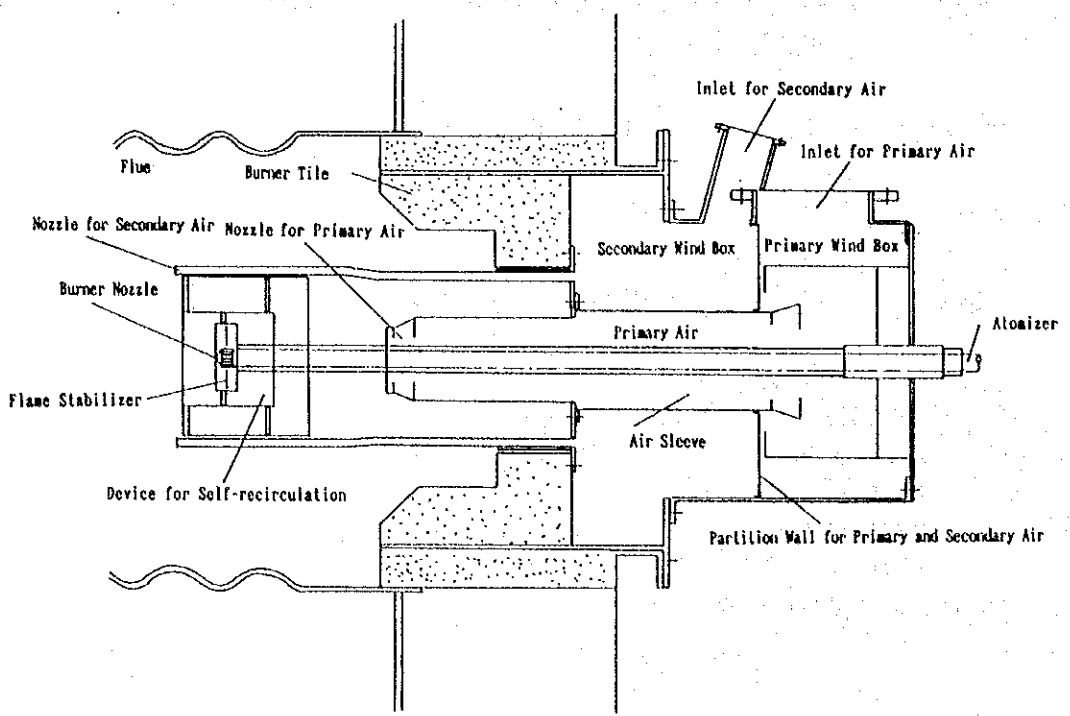 Inlet for Secondary Air
Inlet for Primary Air
Flue
Burner Tile
Nozzle for Secondary Air
Nozzle for Primary Air
Secondary Wind Box
Primary Wind Box
Burner Nozzle
Primary Air
Atomizer
Flame Stabilizer
Air Sleeve
Device for Self-recirculation
Partition Wall for Primary and Secondary Air